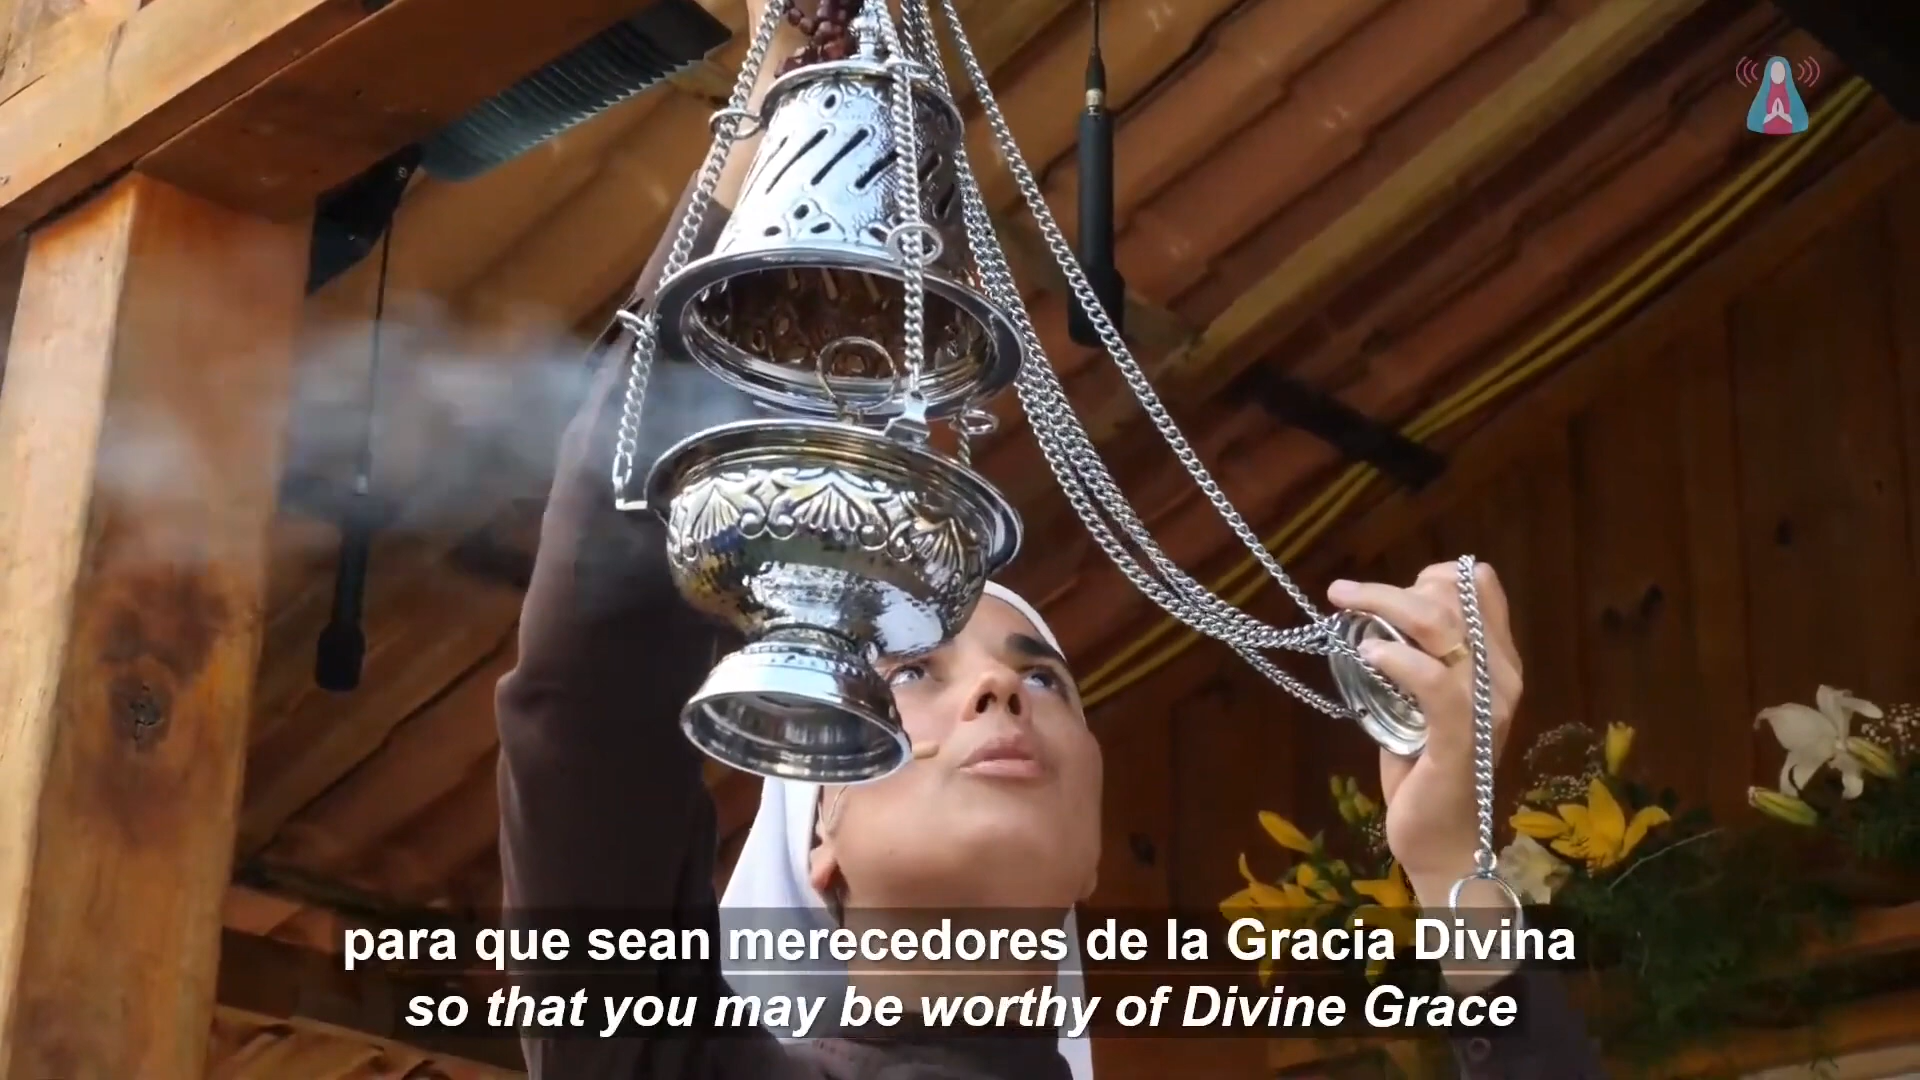 para que sean merecedores de la Gracia Divina
so that you may be worthy of Divine Grace